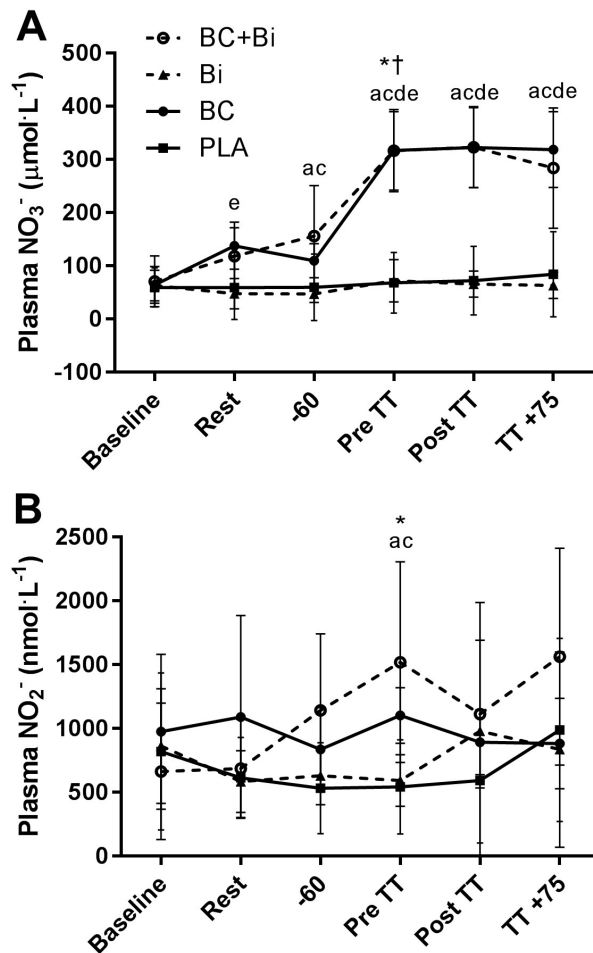 A
BC+Bi
Bi
BC
PLA
*†
acde
acde
acde
ac
e
Plasma NO₃⁻ (μmol·L⁻¹)
500
400
300
200
100
0
-100
Baseline
Rest
-60
Pre TT
Post TT
TT +75
B
*
ac
Plasma NO₂⁻ (nmol·L⁻¹)
2500
2000
1500
1000
500
0
Baseline
Rest
-60
Pre TT
Post TT
TT +75